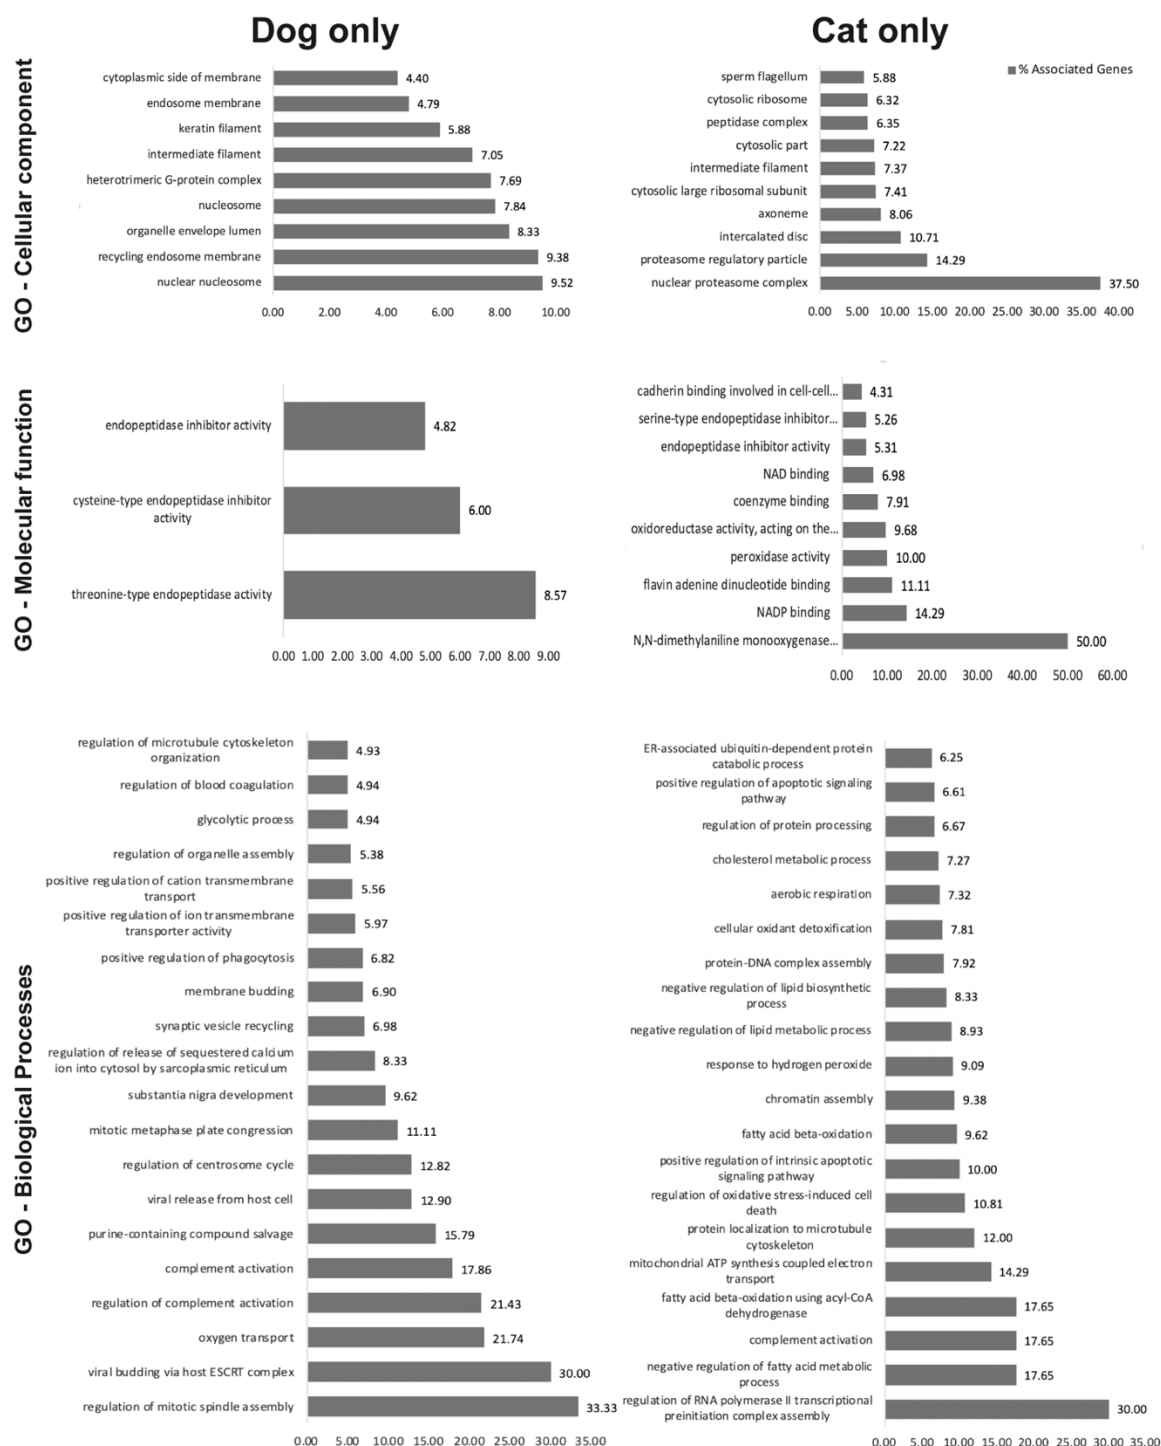 Dog only
Cat only
% Associated Genes
GO - Cellular component
cytoplasmic side of membrane 4.40
endosome membrane 4.79
keratin filament 5.88
intermediate filament 7.05
heterotrimeric G-protein complex 7.69
nucleosome 7.84
organelle envelope lumen 8.33
recycling endosome membrane 9.38
nuclear nucleosome 9.52
0.00 2.00 4.00 6.00 8.00 10.00
sperm flagellum 5.88
cytosolic ribosome 6.32
peptidase complex 6.35
cytosolic part 7.22
intermediate filament 7.37
cytosolic large ribosomal subunit 7.41
axoneme 8.06
intercalated disc 10.71
proteasome regulatory particle 14.29
nuclear proteasome complex 37.50
0.00 5.00 10.00 15.00 20.00 25.00 30.00 35.00 40.00
GO - Molecular function
endopeptidase inhibitor activity 4.82
cysteine-type endopeptidase inhibitor
activity 6.00
threonine-type endopeptidase activity 8.57
0.00 1.00 2.00 3.00 4.00 5.00 6.00 7.00 8.00 9.00
cadherin binding involved in cell-cell... 4.31
serine-type endopeptidase inhibitor... 5.26
endopeptidase inhibitor activity 5.31
NAD binding 6.98
coenzyme binding 7.91
oxidoreductase activity, acting on the... 9.68
peroxidase activity 10.00
flavin adenine dinucleotide binding 11.11
NADP binding 14.29
N,N-dimethylaniline monooxygenase... 50.00
0.00 10.00 20.00 30.00 40.00 50.00 60.00
GO - Biological Processes
regulation of microtubule cytoskeleton
organization 4.93
regulation of blood coagulation 4.94
glycolytic process 4.94
regulation of organelle assembly 5.38
positive regulation of cation transmembrane
transport 5.56
positive regulation of ion transmembrane
transporter activity 5.97
positive regulation of phagocytosis 6.82
membrane budding 6.90
synaptic vesicle recycling 6.98
regulation of release of sequestered calcium
ion into cytosol by sarcoplasmic reticulum 8.33
substantia nigra development 9.62
mitotic metaphase plate congression 11.11
regulation of centrosome cycle 12.82
viral release from host cell 12.90
purine-containing compound salvage 15.79
complement activation 17.86
regulation of complement activation 21.43
oxygen transport 21.74
viral budding via host ESCRT complex 30.00
regulation of mitotic spindle assembly 33.33
0.00 5.00 10.00 15.00 20.00 25.00 30.00 35.00
ER-associated ubiquitin-dependent protein
catabolic process 6.25
positive regulation of apoptotic signaling
pathway 6.61
regulation of protein processing 6.67
cholesterol metabolic process 7.27
aerobic respiration 7.32
cellular oxidant detoxification 7.81
protein-DNA complex assembly 7.92
negative regulation of lipid biosynthetic
process 8.33
negative regulation of lipid metabolic process 8.93
response to hydrogen peroxide 9.09
chromatin assembly 9.38
fatty acid beta-oxidation 9.62
positive regulation of intrinsic apoptotic
signaling pathway 10.00
regulation of oxidative stress-induced cell
death 10.81
protein localization to microtubule
cytoskeleton 12.00
mitochondrial ATP synthesis coupled electron
transport 14.29
fatty acid beta-oxidation using acyl-CoA
dehydrogenase 17.65
complement activation 17.65
negative regulation of fatty acid metabolic
process 17.65
regulation of RNA polymerase II transcriptional
preinitiation complex assembly 30.00
0.00 5.00 10.00 15.00 20.00 25.00 30.00 35.00